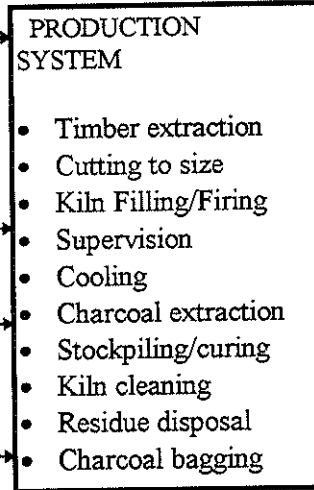 PRODUCTION
SYSTEM
• Timber extraction
• Cutting to size
• Kiln Filling/Firing
• Supervision
• Cooling
• Charcoal extraction
• Stockpiling/curing
• Kiln cleaning
• Residue disposal
• Charcoal bagging